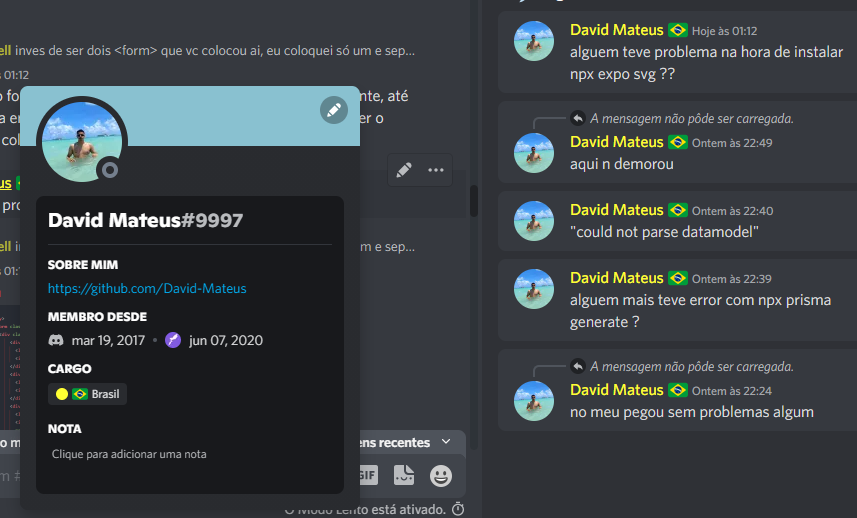 ell inves de ser dois <form> que vc colocou ai, eu coloquei só um e sep...
s 01:12
nte, até
er o
col
us
pro
ell
m e sep...
s 01:1
David Mateus#9997
SOBRE MIM
https://github.com/David-Mateus
MEMBRO DESDE
mar 19, 2017 • jun 07, 2020
CARGO
Brasil
NOTA
Clique para adicionar uma nota
o m
ens recentes
m #
GIF
O Modo Lento está ativado.
David Mateus Hoje às 01:12
alguem teve problema na hora de instalar
npx expo svg ??
A mensagem não pôde ser carregada.
David Mateus Ontem às 22:49
aqui n demorou
David Mateus Ontem às 22:40
"could not parse datamodel"
David Mateus Ontem às 22:39
alguem mais teve error com npx prisma
generate ?
A mensagem não pôde ser carregada.
David Mateus Ontem às 22:24
no meu pegou sem problemas algum